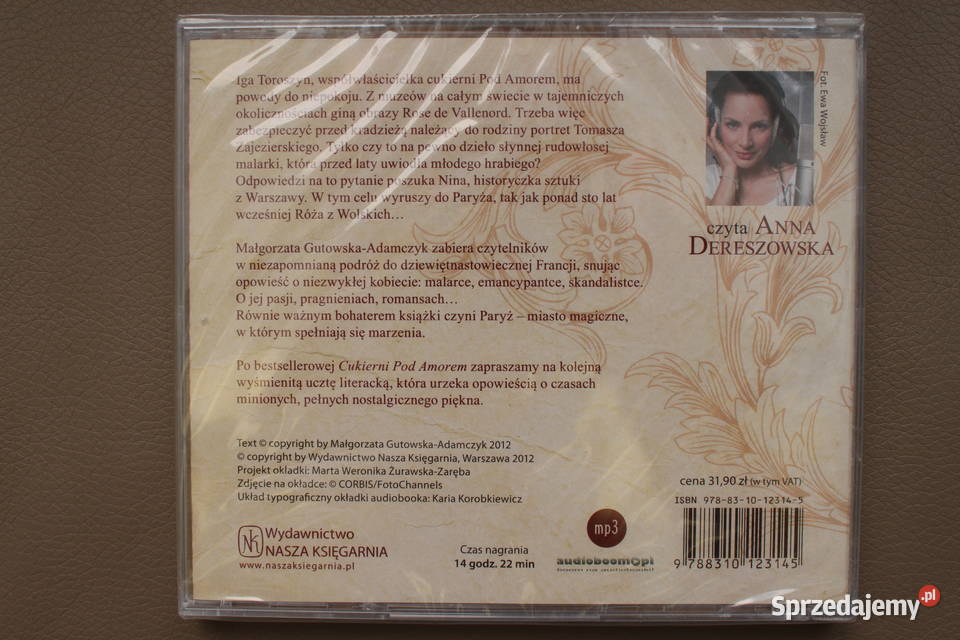 Iga Toroszyn, współwłaścicielka cukierni Pod Amorem, ma
powody do niepokoju. Z muzeów na całym świecie w tajemniczych
okolicznościach giną obrazy Rose de Vallenord. Trzeba więc
zabezpieczyć przed kradzieżą należący do rodziny portret Tomasza
Zajezierskiego. Tylko czy to na pewno dzieło słynnej rudowłosej
malarki, która przed laty uwiodła młodego hrabiego?
Odpowiedzi na to pytanie poszuka Nina, historyczka sztuki
z Warszawy. W tym celu wyruszy do Paryża, tak jak ponad sto lat
wcześniej Róża z Wolskich…
Małgorzata Gutowska-Adamczyk zabiera czytelników
w niezapomnianą podróż do dziewiętnastowiecznej Francji, snując
opowieść o niezwykłej kobiecie: malarce, emancypantce, skandalistce.
O jej pasji, pragnieniach, romansach…
Równie ważnym bohaterem książki czyni Paryż – miasto magiczne,
w którym spełniają się marzenia.
Po bestsellerowej Cukierni Pod Amorem zapraszamy na kolejną
wyśmienitą ucztę literacką, która urzeka opowieścią o czasach
minionych, pełnych nostalgicznego piękna.
Fot. Ewa Wojsław
czyta ANNA
DERESZOWSKA
Text © copyright by Małgorzata Gutowska-Adamczyk 2012
© copyright by Wydawnictwo Nasza Księgarnia, Warszawa 2012
Projekt okładki: Marta Weronika Żurawska-Zaręba
Zdjęcie na okładce: © CORBIS/FotoChannels
Układ typograficzny okładki audiobooka: Karia Korobkiewicz
Wydawnictwo
NASZA KSIĘGARNIA
www.naszaksiegarnia.pl
Czas nagrania
14 godz. 22 min
mp3
audioboom.pl
boom na audiobooki!
cena 31,90 zł (w tym VAT)
ISBN 978-83-10-12314-5
9 788310 123145
Sprzedajemy.pl